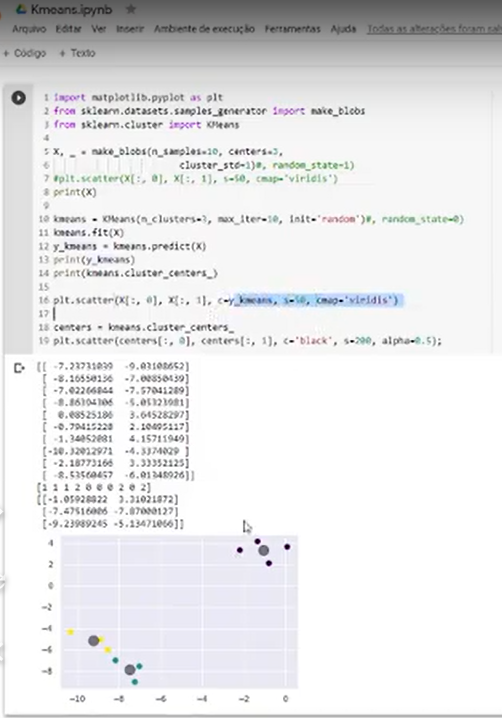 Kmeans.ipynb
Arquivo Editar Ver Inserir Ambiente de execução Ferramentas Ajuda Todas as alterações foram salv
+ Código + Texto
1 import matplotlib.pyplot as plt
2 from sklearn.datasets.samples_generator import make_blobs
3 from sklearn.cluster import KMeans
4
5 X, _ = make_blobs(n_samples=10, centers=3,
6 cluster_std=1)#, random_state=1)
7 #plt.scatter(X[:, 0], X[:, 1], s=50, cmap='viridis')
8 print(X)
9
10 kmeans = KMeans(n_clusters=3, max_iter=10, init='random')#, random_state=0)
11 kmeans.fit(X)
12 y_kmeans = kmeans.predict(X)
13 print(y_kmeans)
14 print(kmeans.cluster_centers_)
15
16 plt.scatter(X[:, 0], X[:, 1], c=y_kmeans, s=50, cmap='viridis')
17
18 centers = kmeans.cluster_centers_
19 plt.scatter(centers[:, 0], centers[:, 1], c='black', s=200, alpha=0.5);
[[ -7.23731039 -9.03108652]
[ -8.16550136 -7.00850439]
[ -7.02266844 -7.57041289]
[ -8.86394306 -5.05323981]
[ 0.08525186 3.64528297]
[ -0.79415228 2.10495117]
[ -1.34052081 4.15711949]
[-10.32012971 -4.3374029 ]
[ -2.18773166 3.33352125]
[ -8.53560457 -6.01348926]]
[1 1 1 2 0 0 0 2 0 2]
[[-1.05928822 3.31021872]
[-7.47516006 -7.87000127]
[-9.23989245 -5.13471066]]
4
2
0
−2
−4
−6
−8
−10 −8 −6 −4 −2 0